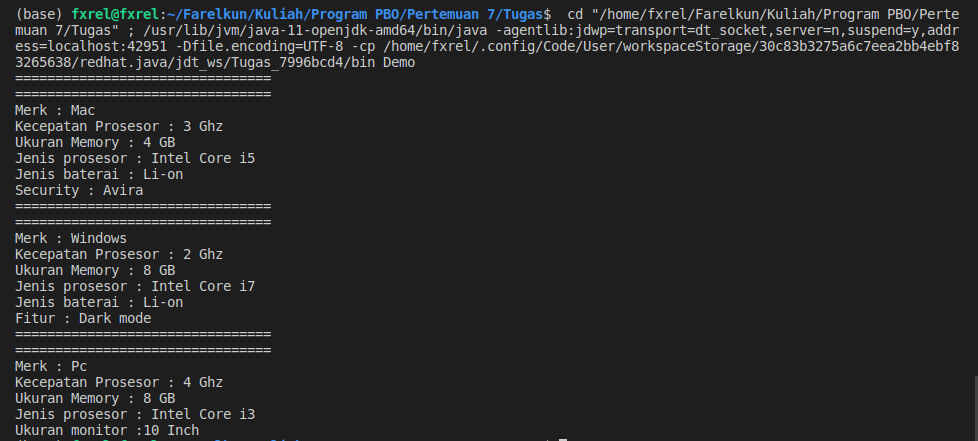 (base) fxrel@fxrel:~/Farelkun/Kuliah/Program PBO/Pertemuan 7/Tugas$  cd "/home/fxrel/Farelkun/Kuliah/Program PBO/Perte
muan 7/Tugas" ; /usr/lib/jvm/java-11-openjdk-amd64/bin/java -agentlib:jdwp=transport=dt_socket,server=n,suspend=y,addr
ess=localhost:42951 -Dfile.encoding=UTF-8 -cp /home/fxrel/.config/Code/User/workspaceStorage/30c83b3275a6c7eea2bb4ebf8
3265638/redhat.java/jdt_ws/Tugas_7996bcd4/bin Demo
================================
================================
Merk : Mac
Kecepatan Prosesor : 3 Ghz
Ukuran Memory : 4 GB
Jenis prosesor : Intel Core i5
Jenis baterai : Li-on
Security : Avira
================================
================================
Merk : Windows
Kecepatan Prosesor : 2 Ghz
Ukuran Memory : 8 GB
Jenis prosesor : Intel Core i7
Jenis baterai : Li-on
Fitur : Dark mode
================================
================================
Merk : Pc
Kecepatan Prosesor : 4 Ghz
Ukuran Memory : 8 GB
Jenis prosesor : Intel Core i3
Ukuran monitor :10 Inch